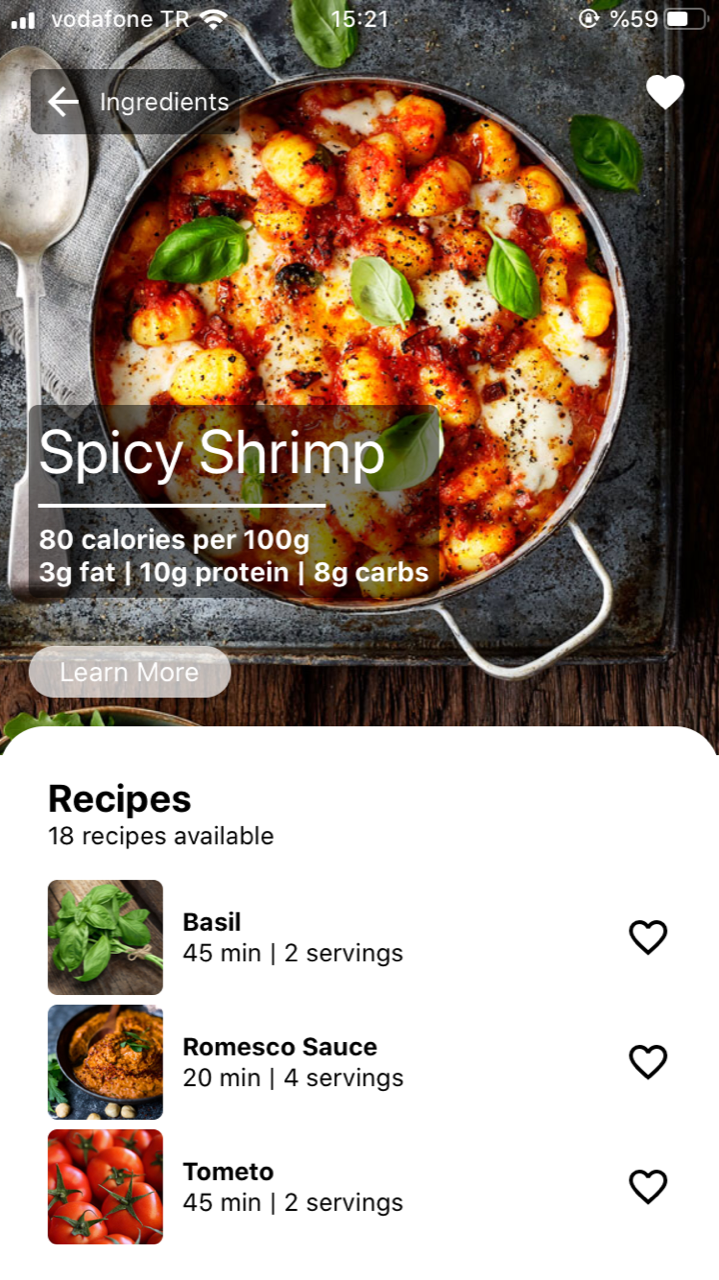 vodafone TR 15:21 %59
Ingredients
Spicy Shrimp
80 calories per 100g
3g fat | 10g protein | 8g carbs
Learn More
Recipes
18 recipes available
Basil
45 min | 2 servings
Romesco Sauce
20 min | 4 servings
Tometo
45 min | 2 servings